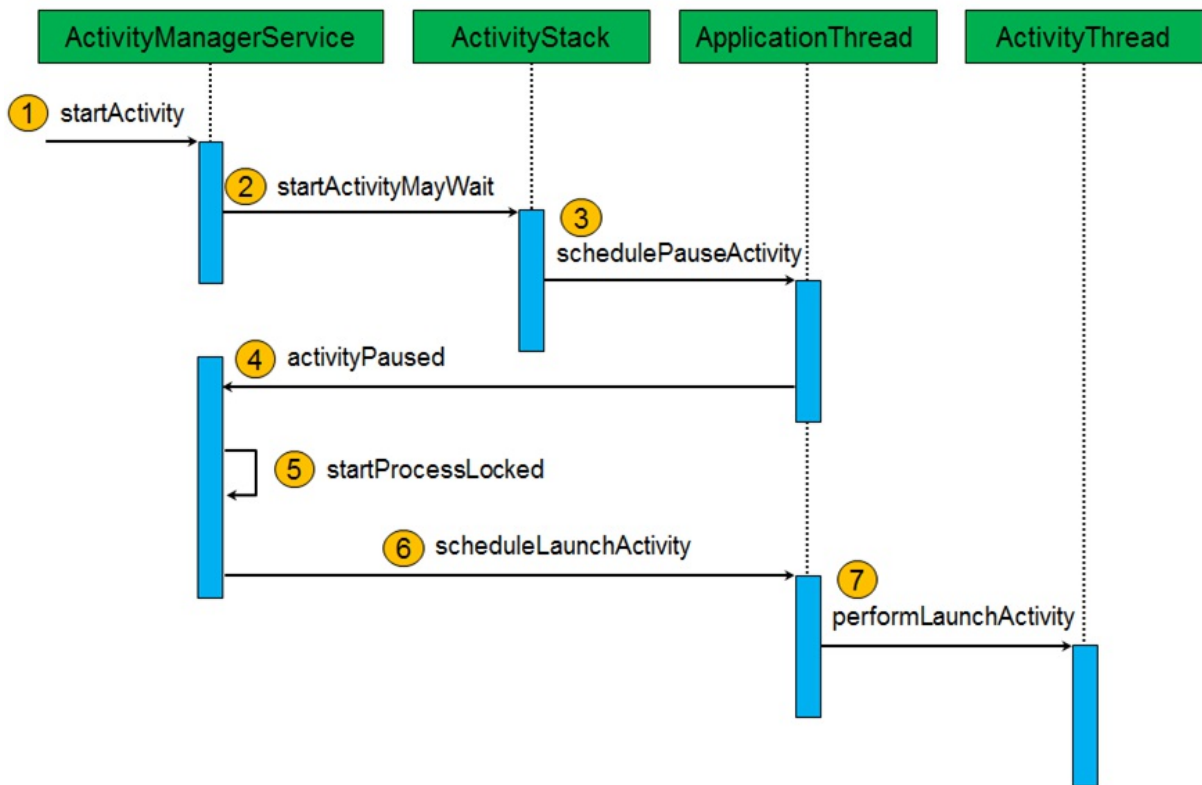 ActivityManagerService
ActivityStack
ApplicationThread
ActivityThread
1 startActivity
2 startActivityMayWait
3
schedulePauseActivity
4 activityPaused
5 startProcessLocked
6 scheduleLaunchActivity
7
performLaunchActivity